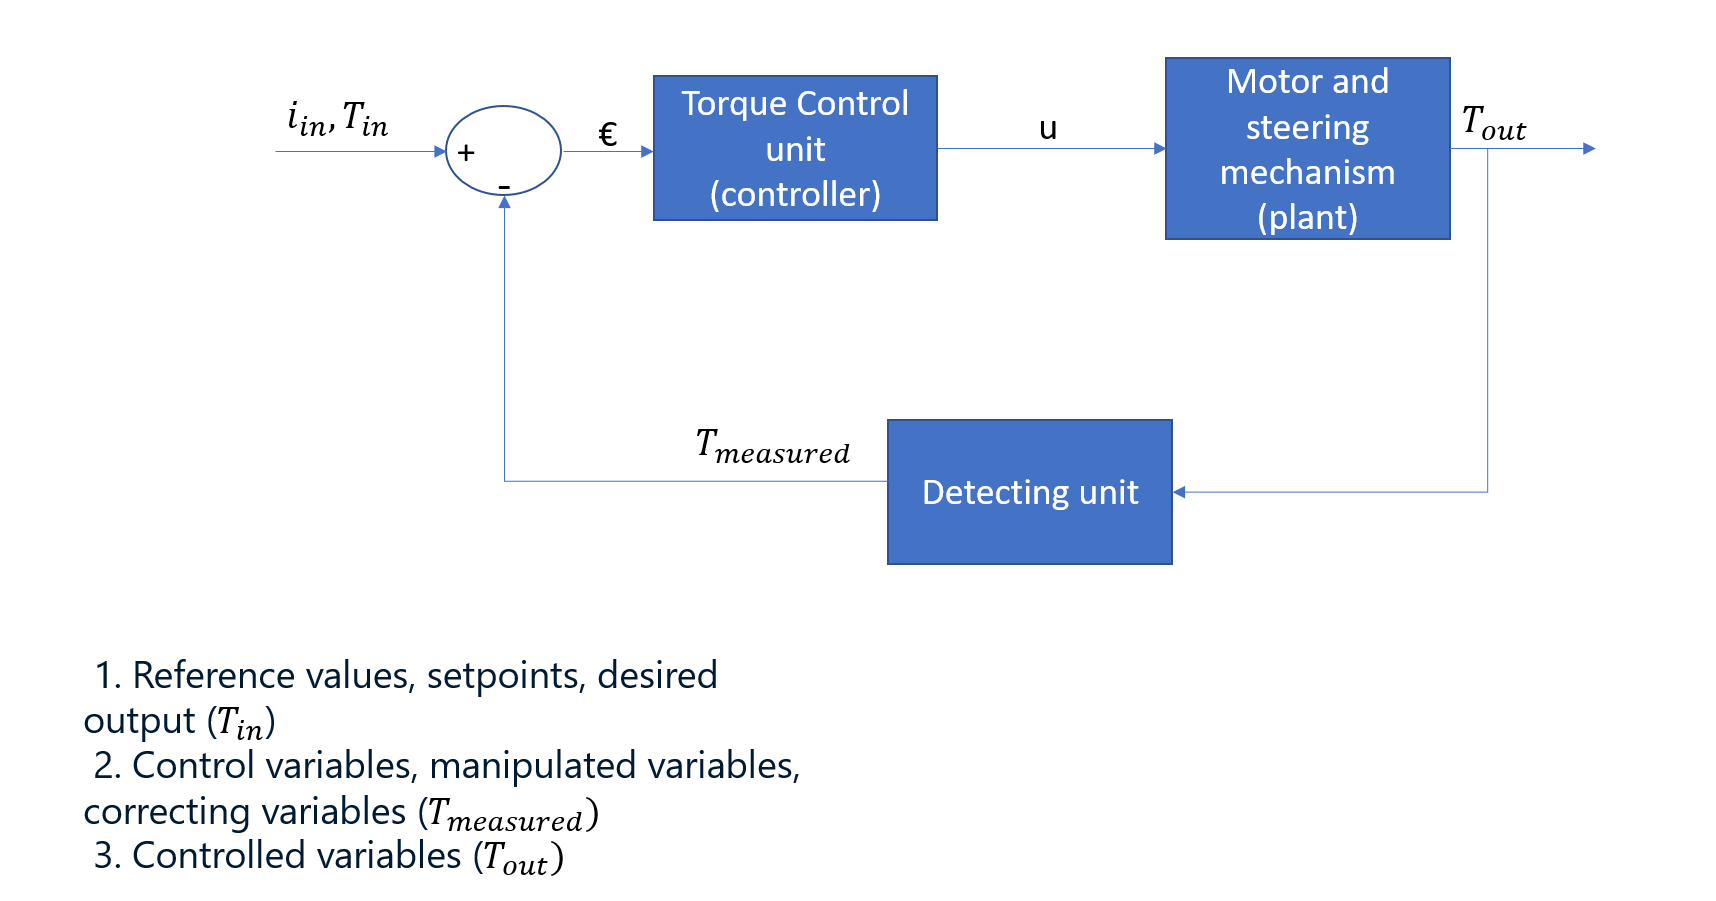 i_in, T_in
+
-
€
Torque Control
unit
(controller)
u
Motor and
steering
mechanism
(plant)
T_out
T_measured
Detecting unit
1. Reference values, setpoints, desired
output (T_in)
2. Control variables, manipulated variables,
correcting variables (T_measured)
3. Controlled variables (T_out)